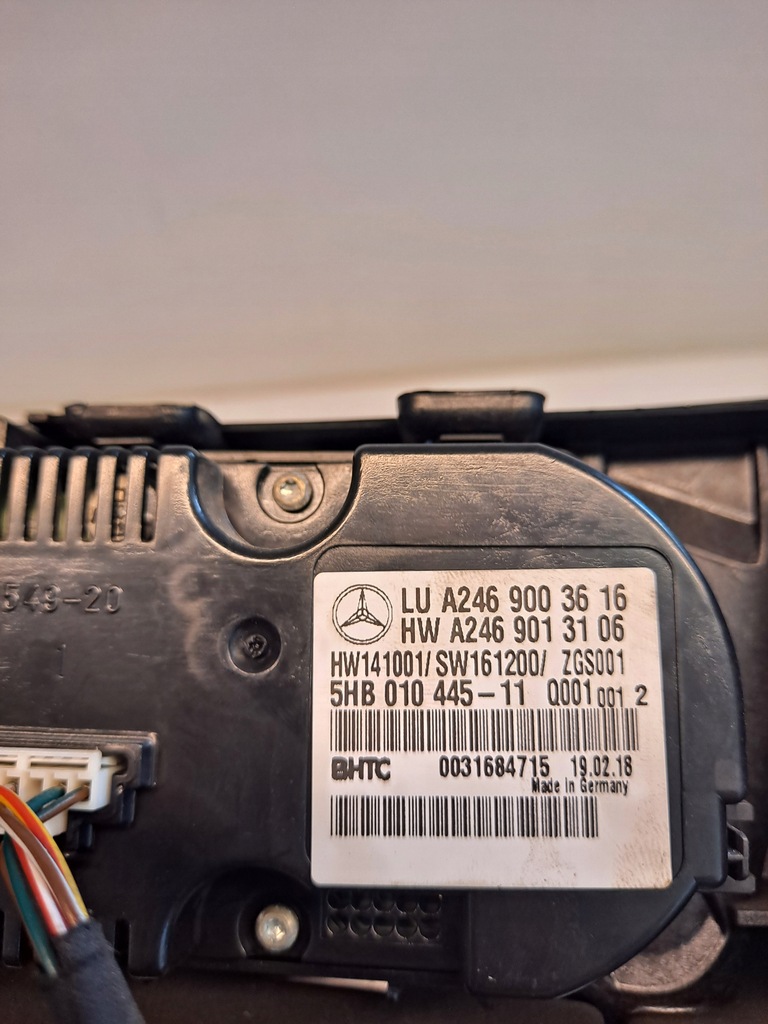 LU A246 900 36 16
HW A246 901 31 06
HW141001/ SW161200/ ZGS001
5HB 010 445-11 Q001 001 2
BHTC 0031684715 19.02.18
Made In Germany
549-20
1